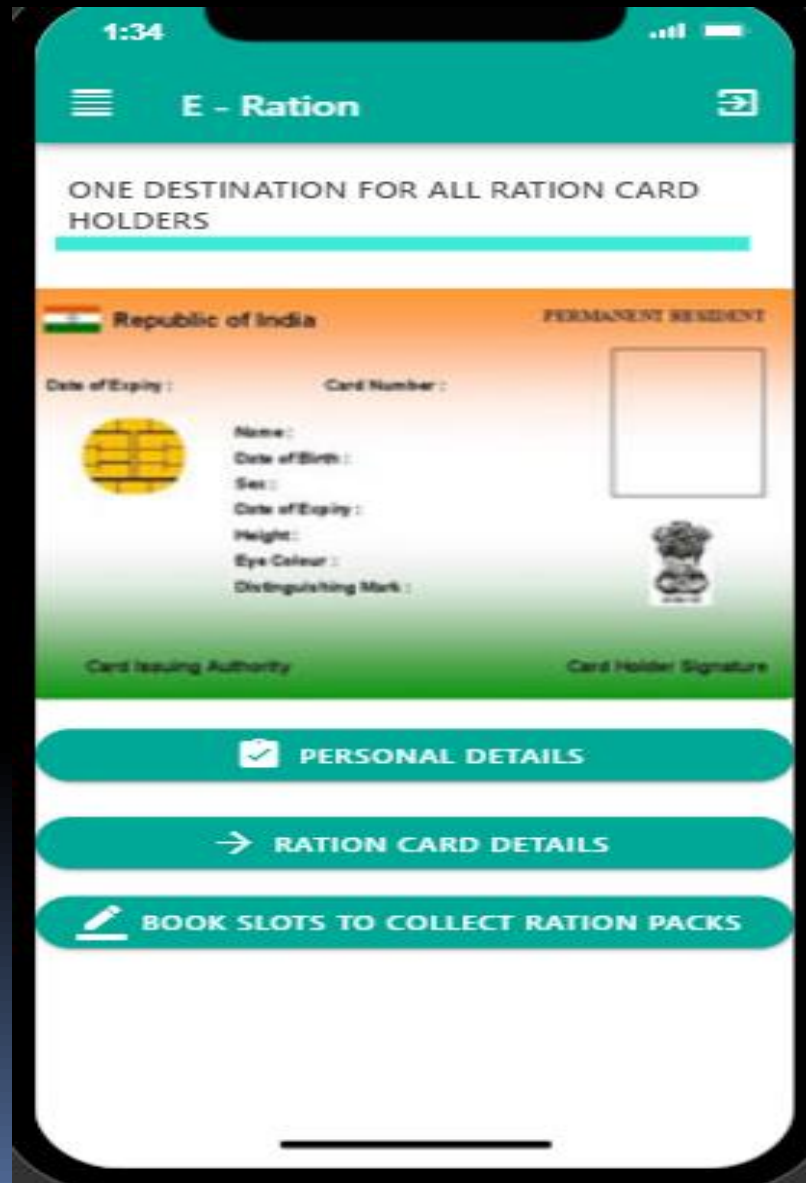 1:34
E - Ration
ONE DESTINATION FOR ALL RATION CARD
HOLDERS
Republic of India
PERMANENT RESIDENT
Date of Expiry :
Card Number :
Name :
Date of Birth :
Sex :
Date of Expiry :
Height :
Eye Colour :
Distinguishing Mark :
Card Issuing Authority
Card Holder Signature
PERSONAL DETAILS
RATION CARD DETAILS
BOOK SLOTS TO COLLECT RATION PACKS